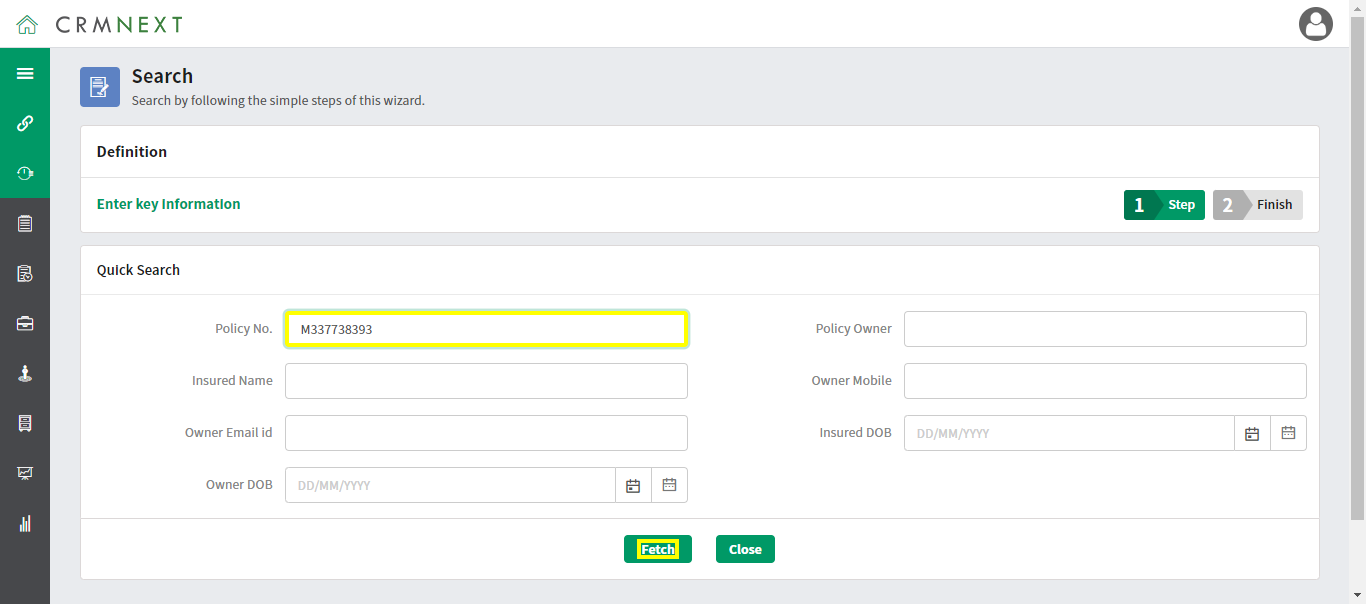 CRMNEXT
Search
Search by following the simple steps of this wizard.
Definition
Enter key Information
1 Step 2 Finish
Quick Search
Policy No. M337738393 Policy Owner
Insured Name Owner Mobile
Owner Email id Insured DOB DD/MM/YYYY
Owner DOB DD/MM/YYYY
Fetch Close